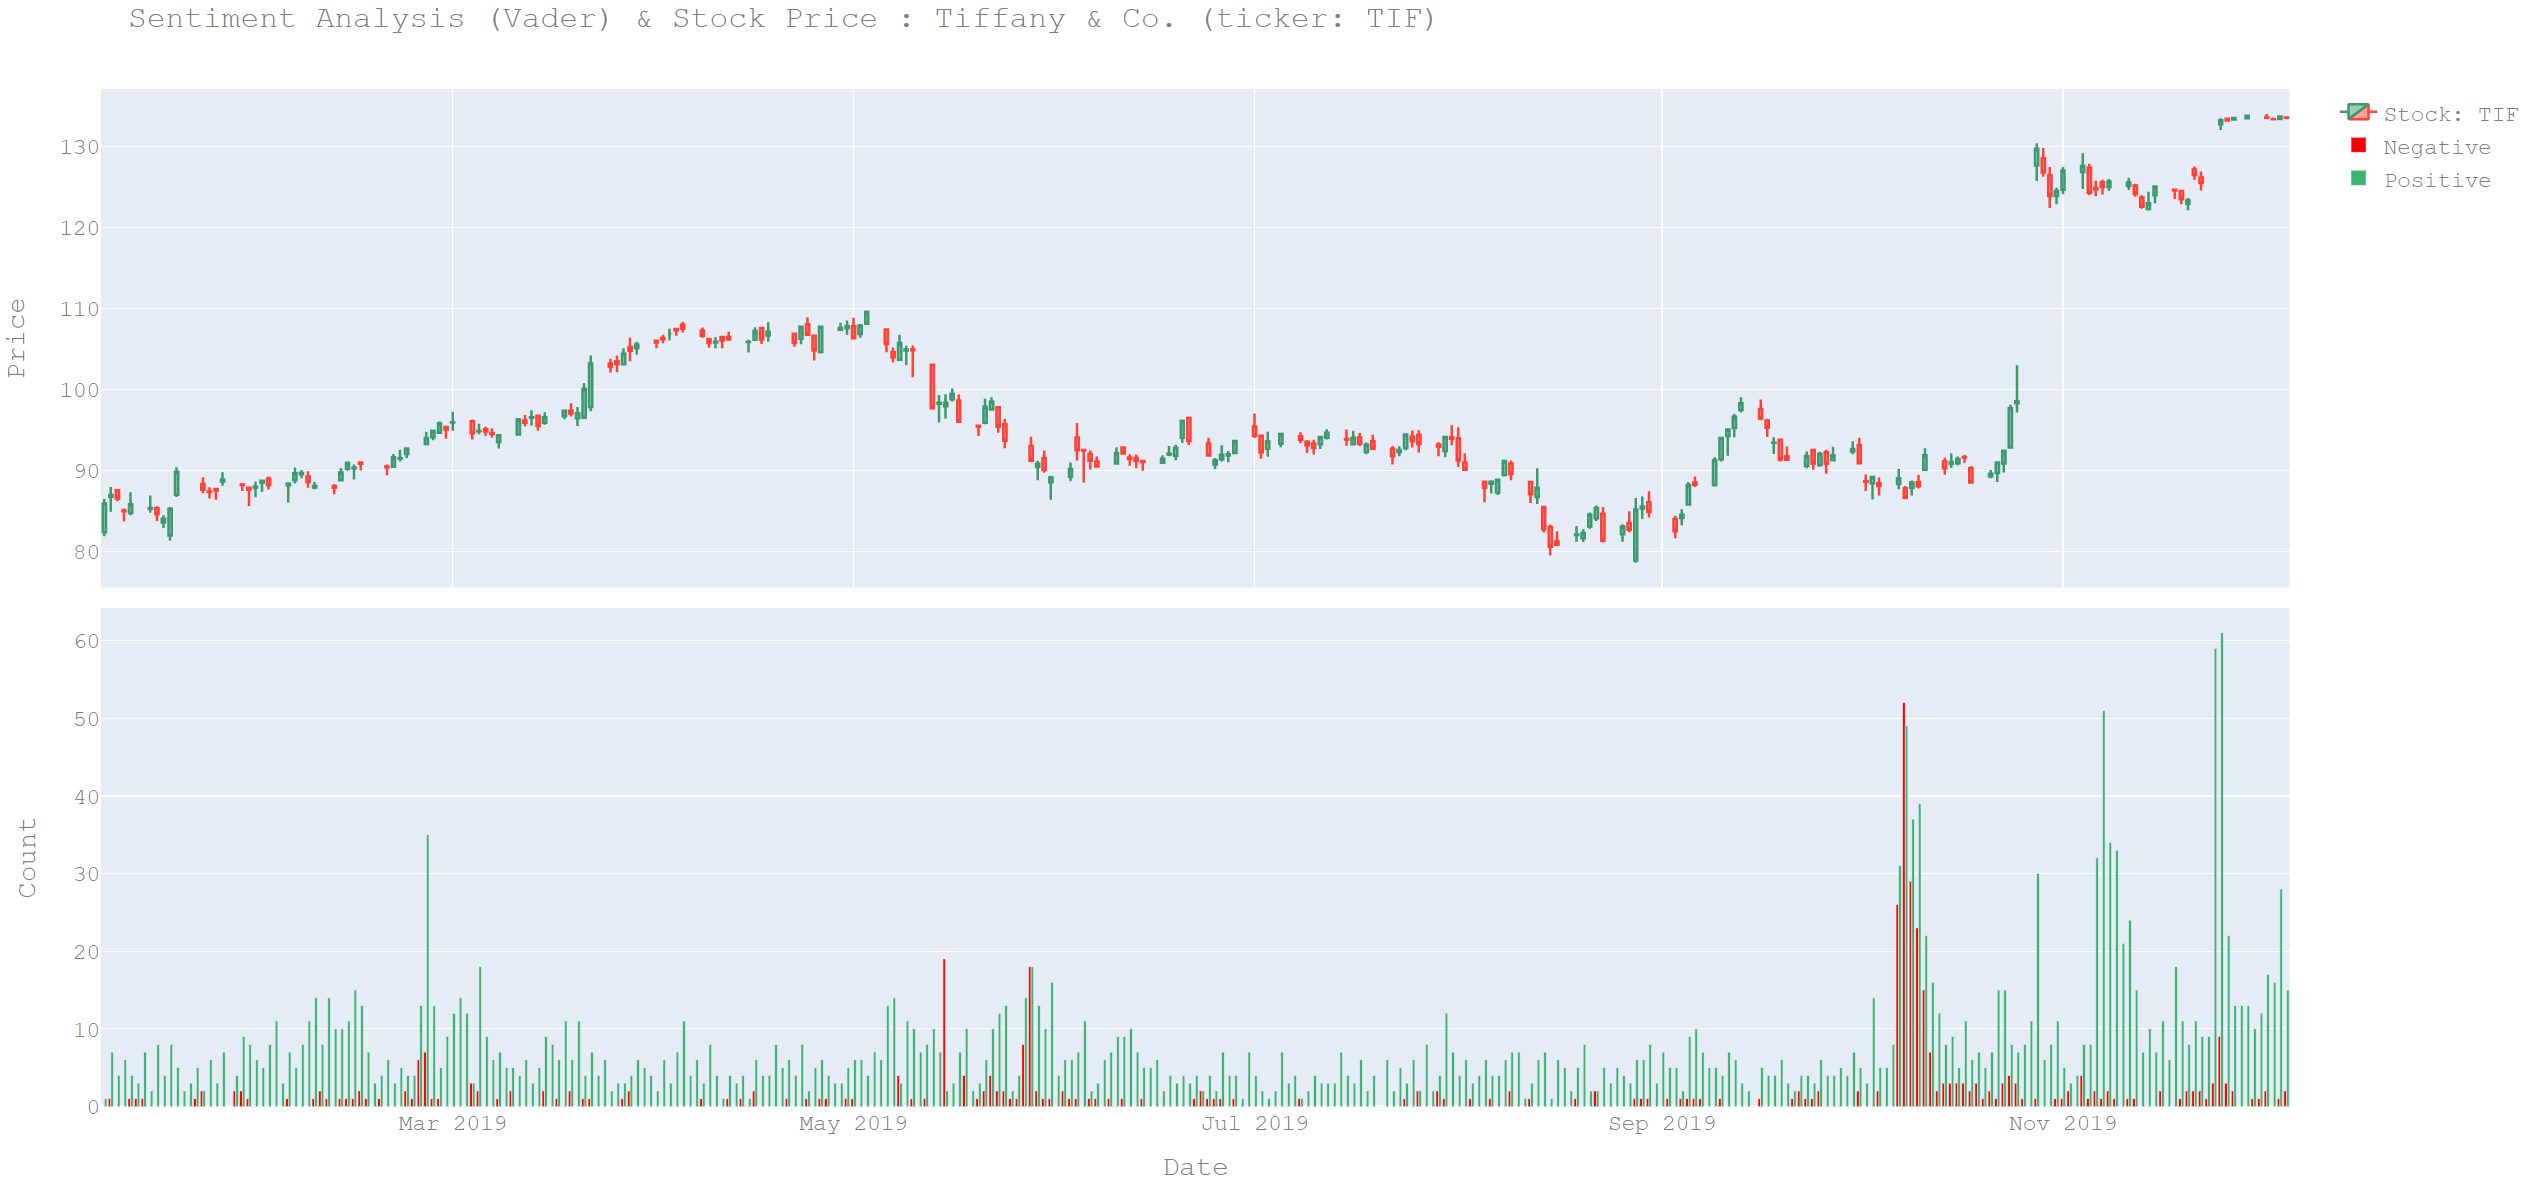 Sentiment Analysis (Vader) & Stock Price : Tiffany & Co. (ticker: TIF)
Stock: TIF
Negative
Positive
Price
130
120
110
100
90
80
Count
60
50
40
30
20
10
0
Mar 2019
May 2019
Jul 2019
Sep 2019
Nov 2019
Date